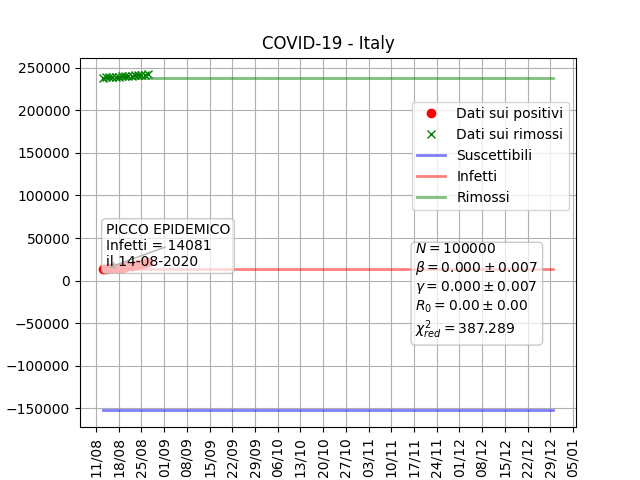 COVID-19 - Italy
250000
200000
150000
100000
50000
0
−50000
−100000
−150000
Dati sui positivi
Dati sui rimossi
Suscettibili
Infetti
Rimossi
PICCO EPIDEMICO
Infetti = 14081
il 14-08-2020
N = 100000
β = 0.000 ± 0.007
γ = 0.000 ± 0.007
R₀ = 0.00 ± 0.00
χ²red = 387.289
11/08
18/08
25/08
01/09
08/09
15/09
22/09
29/09
06/10
13/10
20/10
27/10
03/11
10/11
17/11
24/11
01/12
08/12
15/12
22/12
29/12
05/01